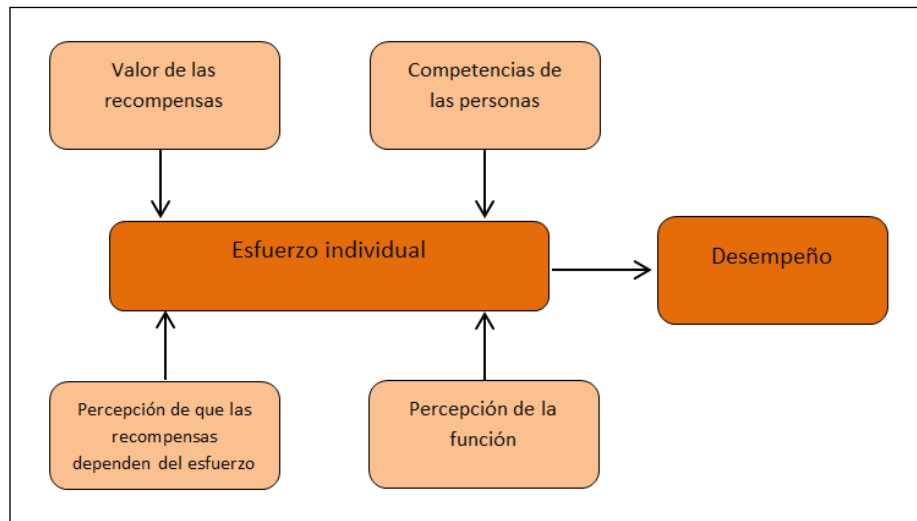 Valor de las
recompensas
Competencias de
las personas
Esfuerzo individual
Desempeño
Percepción de que las
recompensas
dependen del esfuerzo
Percepción de la
función